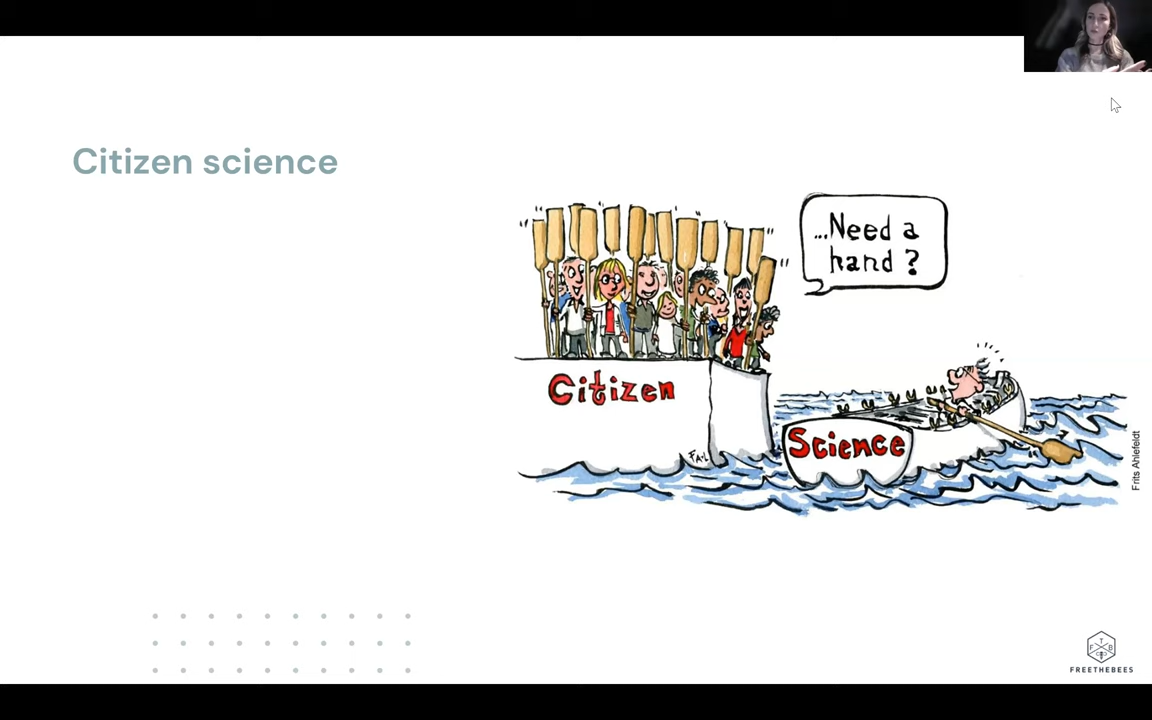 Citizen science
...Need a
hand?
Citizen
Science
Frits Ahlefeldt
T
F B
FREETHEBEES